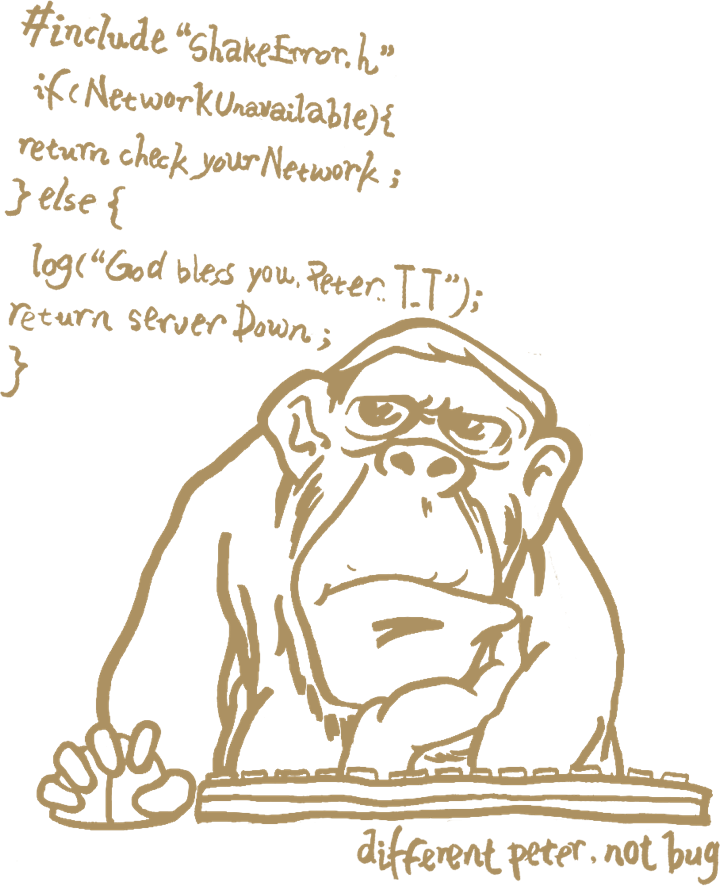 #include “ShakeError.h”
if(NetworkUnavailable){
return check yourNetwork;
} else {
log(“God bless you, Peter.. T_T”);
return serverDown;
}
different peter. not bug